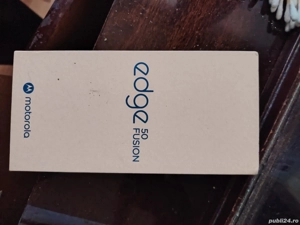 edge
50
FUSION
motorola
publi24.ro